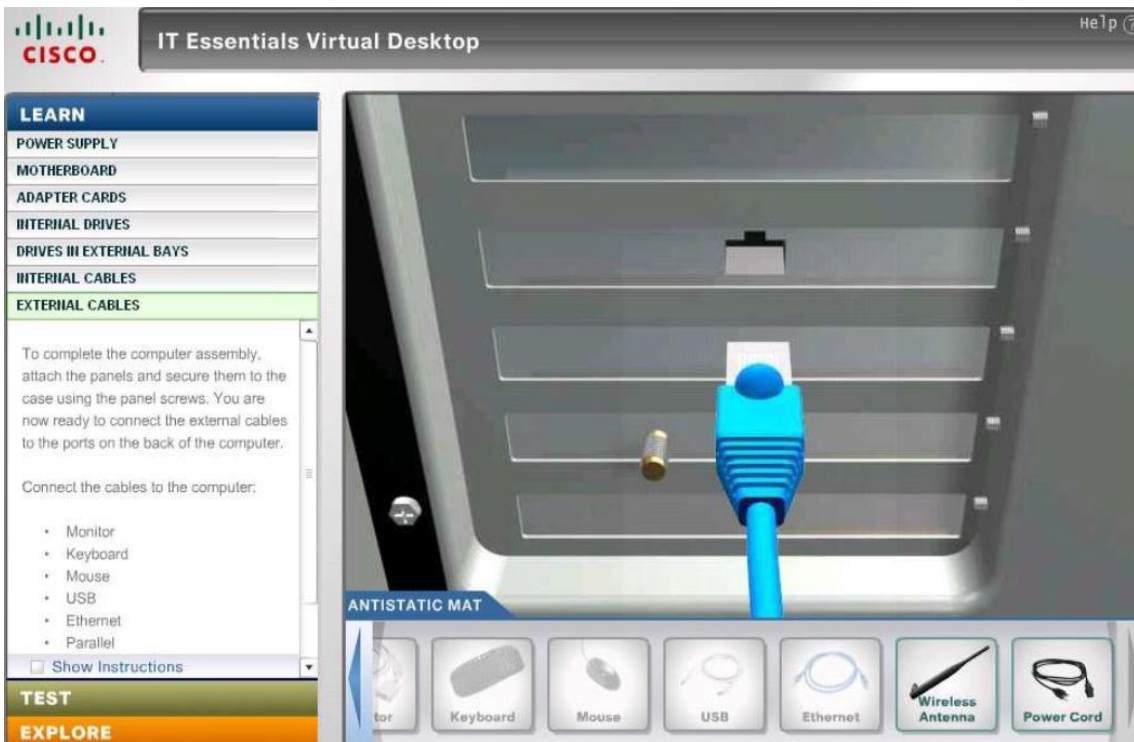 CISCO.
IT Essentials Virtual Desktop
Help ?
LEARN
POWER SUPPLY
MOTHERBOARD
ADAPTER CARDS
INTERNAL DRIVES
DRIVES IN EXTERNAL BAYS
INTERNAL CABLES
EXTERNAL CABLES
To complete the computer assembly,
attach the panels and secure them to the
case using the panel screws. You are
now ready to connect the external cables
to the ports on the back of the computer.
Connect the cables to the computer:
• Monitor
• Keyboard
• Mouse
• USB
• Ethernet
• Parallel
Show Instructions
TEST
EXPLORE
ANTISTATIC MAT
tor
Keyboard
Mouse
USB
Ethernet
Wireless
Antenna
Power Cord